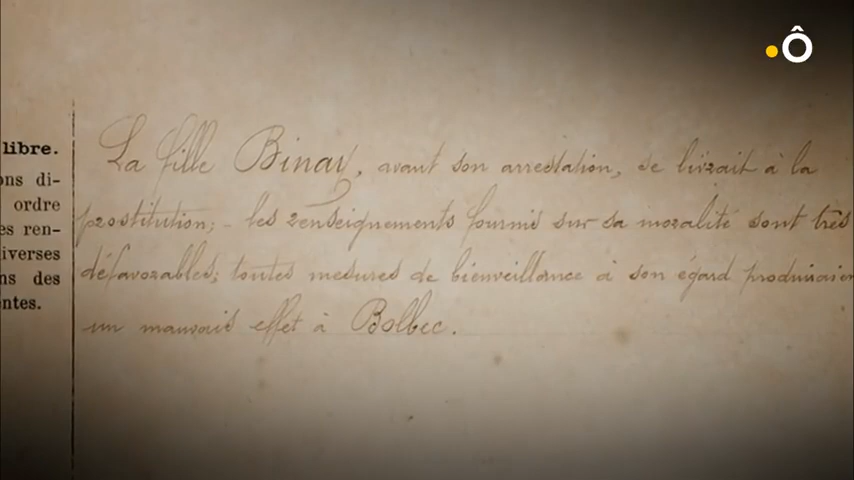 Ô
libre.
ons di-
ordre
es ren-
iverses
ns des
entes.
La fille Binay, avant son arrestation, se livrait à la
prostitution; - les renseignements fournis sur sa moralité sont très
défavorables; toutes mesures de bienveillance à son égard produiraien
un mauvais effet à Bolbec.